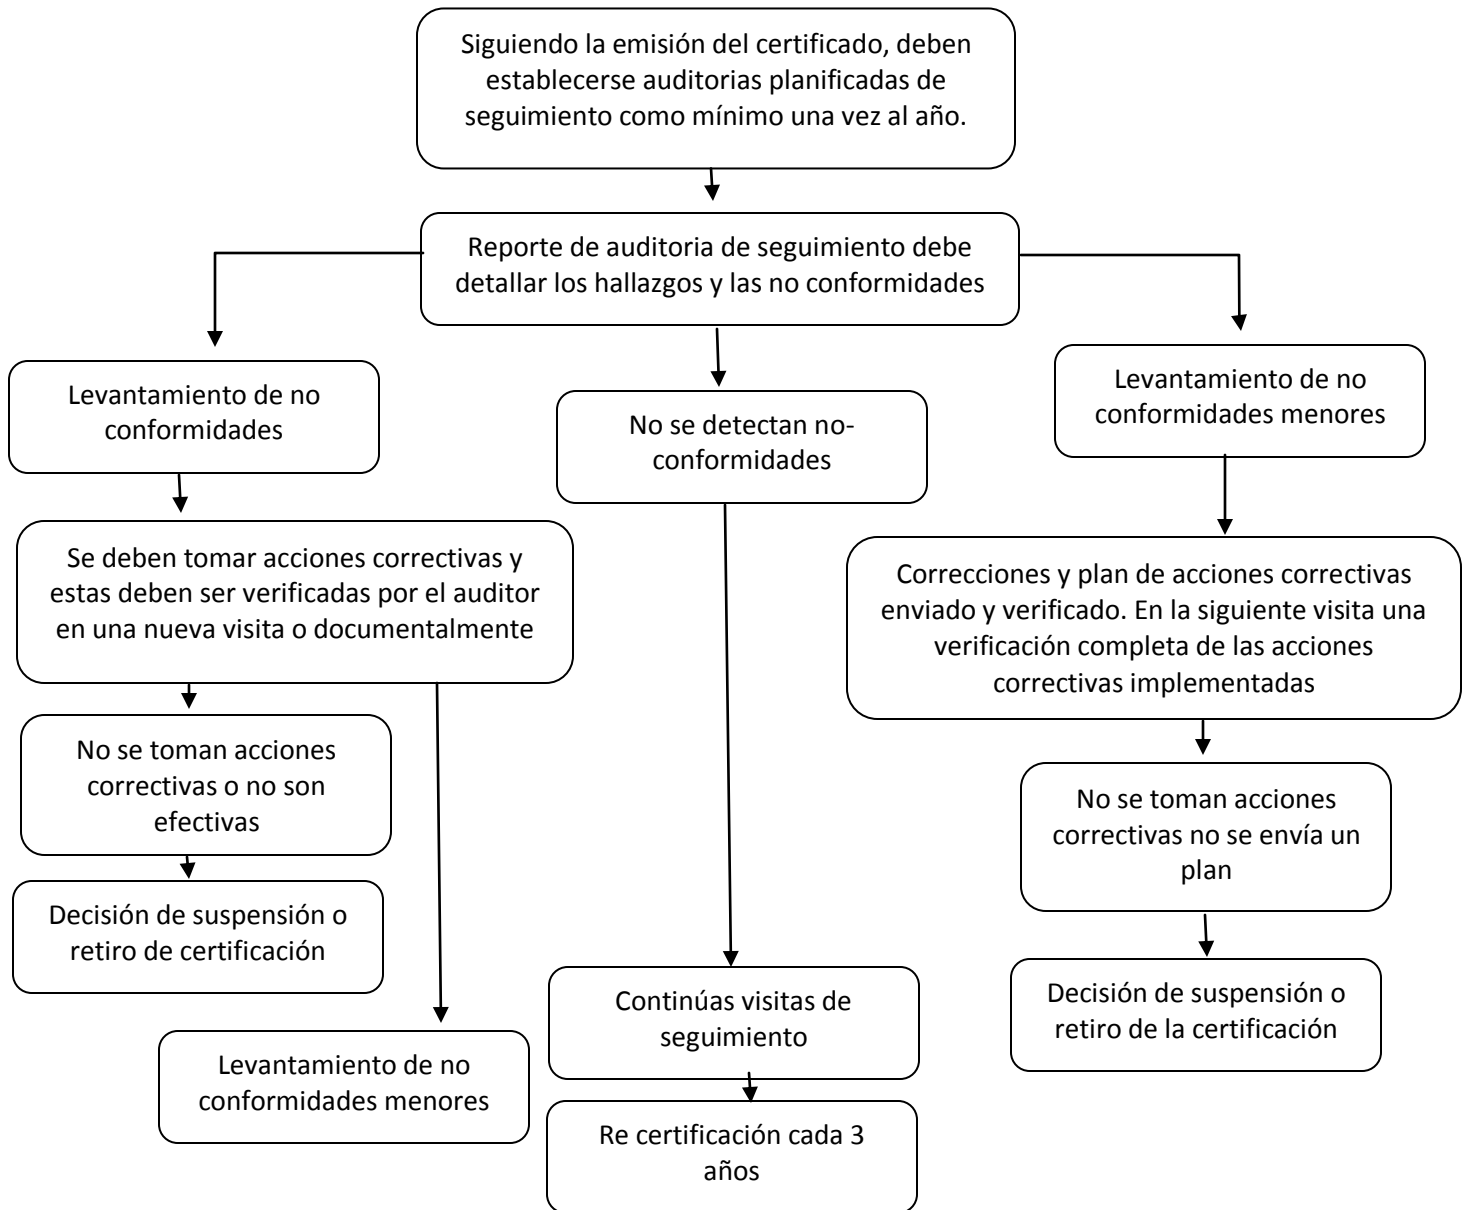 Siguiendo la emisión del certificado, deben
establecerse auditorias planificadas de
seguimiento como mínimo una vez al año.
Reporte de auditoria de seguimiento debe
detallar los hallazgos y las no conformidades
Levantamiento de no
conformidades
No se detectan no-
conformidades
Levantamiento de no
conformidades menores
Se deben tomar acciones correctivas y
estas deben ser verificadas por el auditor
en una nueva visita o documentalmente
Correcciones y plan de acciones correctivas
enviado y verificado. En la siguiente visita una
verificación completa de las acciones
correctivas implementadas
No se toman acciones
correctivas o no son
efectivas
No se toman acciones
correctivas no se envía un
plan
Decisión de suspensión o
retiro de certificación
Continúas visitas de
seguimiento
Decisión de suspensión o
retiro de la certificación
Levantamiento de no
conformidades menores
Re certificación cada 3
años